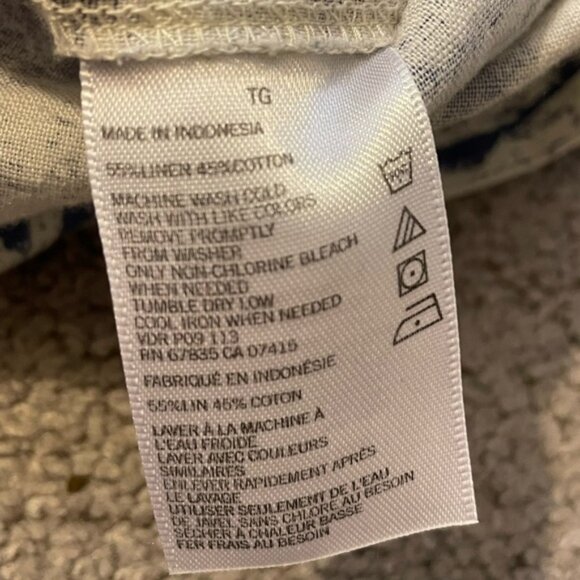 TG
MADE IN INDONESIA
55%LINEN 45%COTTON
MACHINE WASH COLD
WASH WITH LIKE COLORS
REMOVE PROMPTLY
FROM WASHER
ONLY NON-CHLORINE BLEACH
WHEN NEEDED
TUMBLE DRY LOW
COOL IRON WHEN NEEDED
VDR P09 113
RN 67835 CA 07415
FABRIQUÉ EN INDONÉSIE
55%LIN 45% COTON
LAVER À LA MACHINE À
L'EAU FROIDE
LAVER AVEC COULEURS
SIMILAIRES
ENLEVER RAPIDEMENT APRÈS
LE LAVAGE
UTILISER SEULEMENT DE L'EAU
DE JAVEL SANS CHLORE AU BESOIN
SÉCHER À CHALEUR BASSE
FER FRAIS AU BESOIN